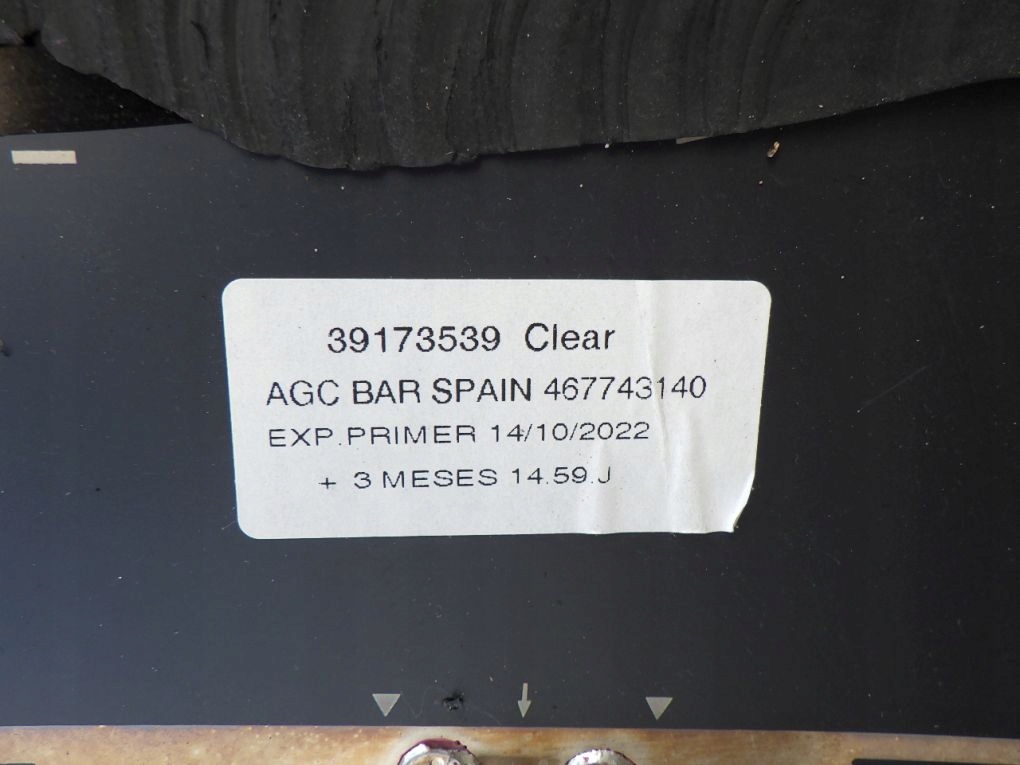 39173539 Clear
AGC BAR SPAIN 467743140
EXP.PRIMER 14/10/2022
+ 3 MESES 14.59.J